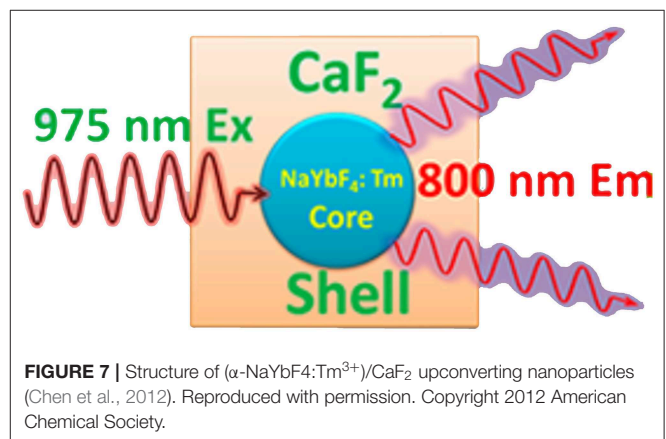 CaF₂
975 nm Ex
NaYbF₄: Tm
Core
800 nm Em
Shell
FIGURE 7 | Structure of (α-NaYbF4:Tm³⁺)/CaF₂ upconverting nanoparticles
(Chen et al., 2012). Reproduced with permission. Copyright 2012 American
Chemical Society.